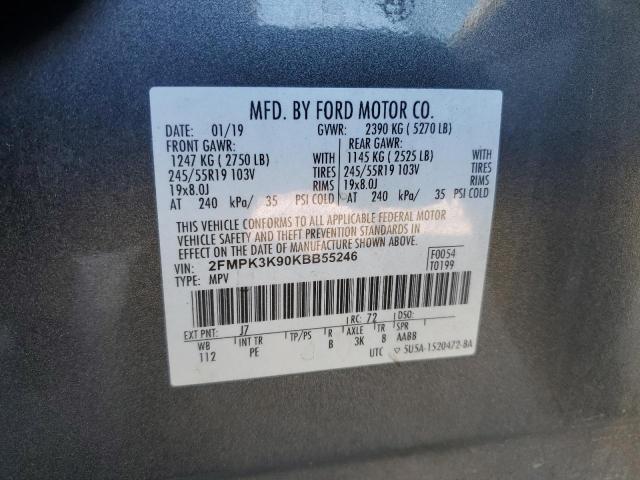 MFD. BY FORD MOTOR CO.
DATE: 01/19 GVWR: 2390 KG ( 5270 LB)
FRONT GAWR: REAR GAWR:
1247 KG ( 2750 LB) WITH 1145 KG ( 2525 LB) WITH
245/55R19 103V TIRES 245/55R19 103V TIRES
19x8.0J RIMS 19x8.0J RIMS
AT 240 kPa/ 35 PSI COLD AT 240 kPa/ 35 PSI COLD
THIS VEHICLE CONFORMS TO ALL APPLICABLE FEDERAL MOTOR
VEHICLE SAFETY AND THEFT PREVENTION STANDARDS IN
EFFECT ON THE DATE OF MANUFACTURE SHOWN ABOVE.
VIN: 2FMPK3K90KBB55246 F0054
TYPE: MPV T0199
EXT PNT: J7 RC: 72 DSO:
WB INT TR TP/PS R AXLE TR SPR
112 PE B 3K 8 AABB
UTC ▽ 5U5A-1520472-BA